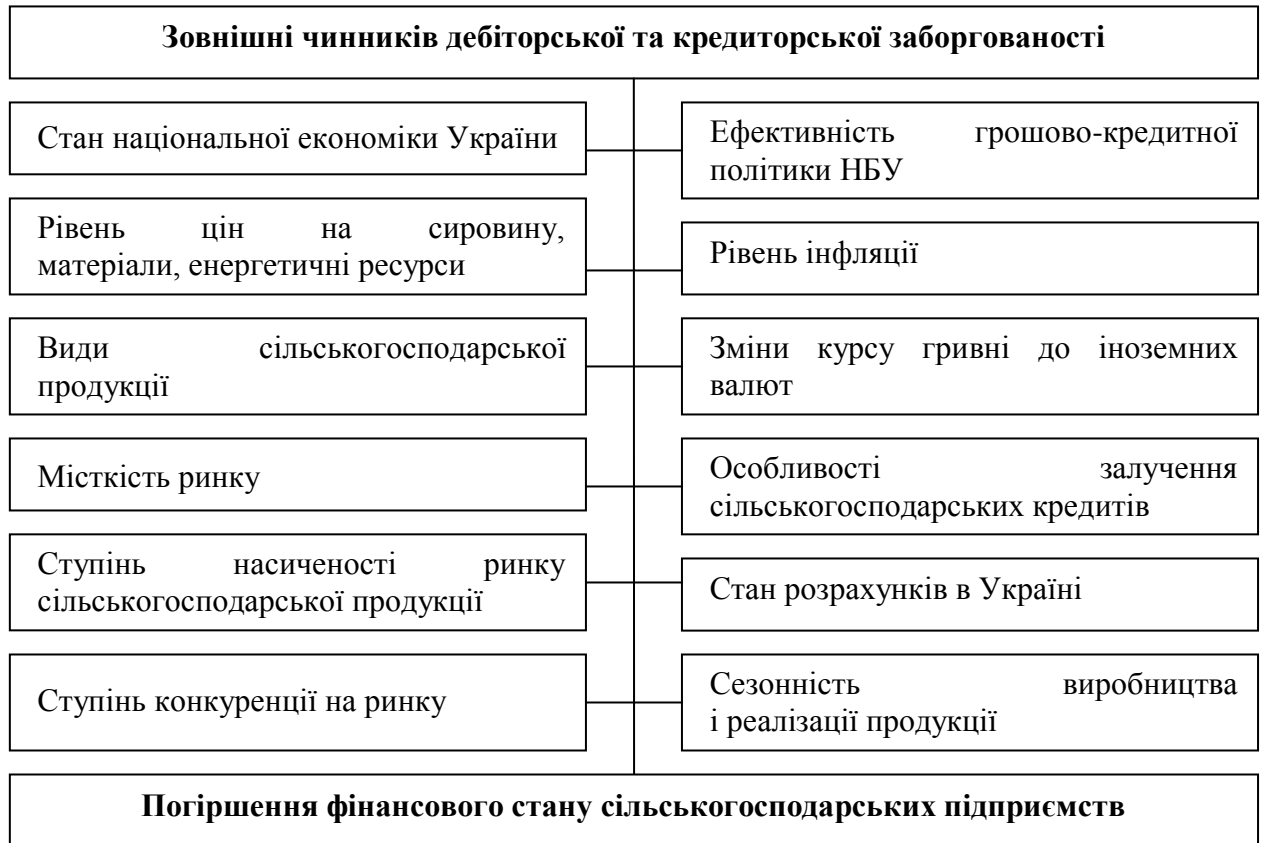 Зовнішні чинників дебіторської та кредиторської заборгованості
Стан національної економіки України
Ефективність грошово-кредитної
політики НБУ
Рівень цін на сировину,
матеріали, енергетичні ресурси
Рівень інфляції
Види сільськогосподарської
продукції
Зміни курсу гривні до іноземних
валют
Місткість ринку
Особливості залучення
сільськогосподарських кредитів
Ступінь насиченості ринку
сільськогосподарської продукції
Стан розрахунків в Україні
Ступінь конкуренції на ринку
Сезонність виробництва
і реалізації продукції
Погіршення фінансового стану сільськогосподарських підприємств